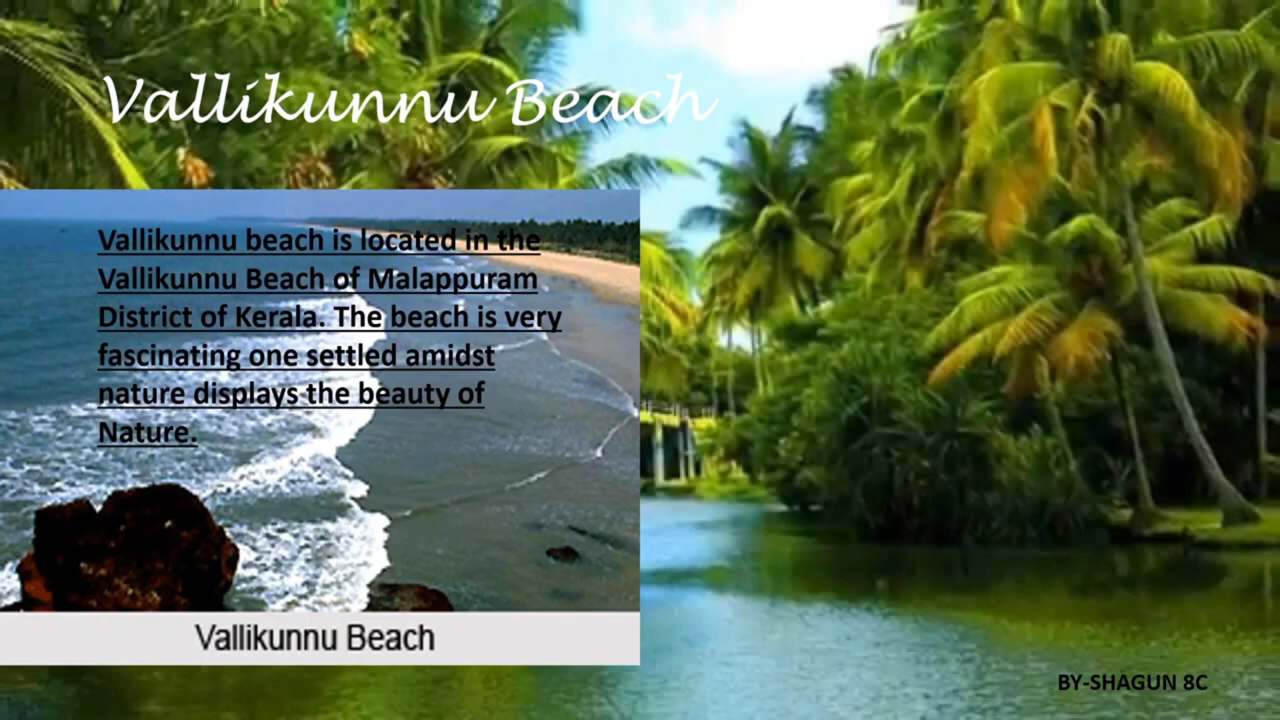 Vallikunnu Beach
Vallikunnu beach is located in the
Vallikunnu Beach of Malappuram
District of Kerala. The beach is very
fascinating one settled amidst
nature displays the beauty of
Nature.
Vallikunnu Beach
BY-SHAGUN 8C